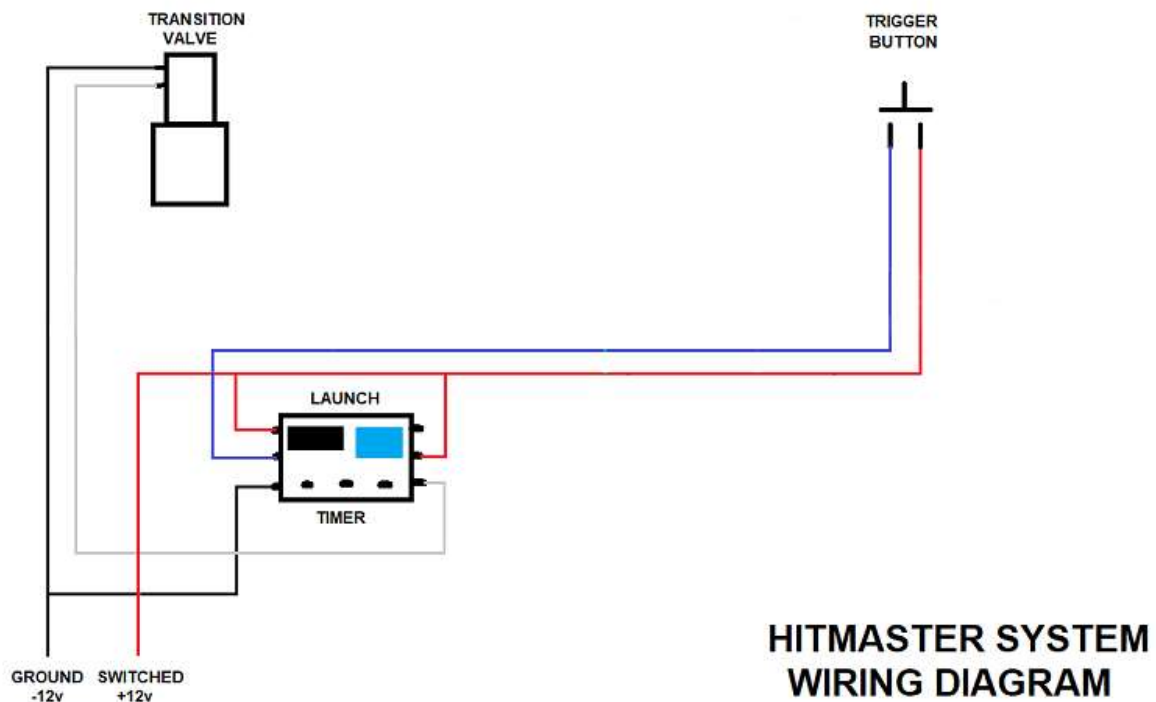 TRANSITION
VALVE
TRIGGER
BUTTON
LAUNCH
TIMER
GROUND
-12v
SWITCHED
+12v
HITMASTER SYSTEM
WIRING DIAGRAM